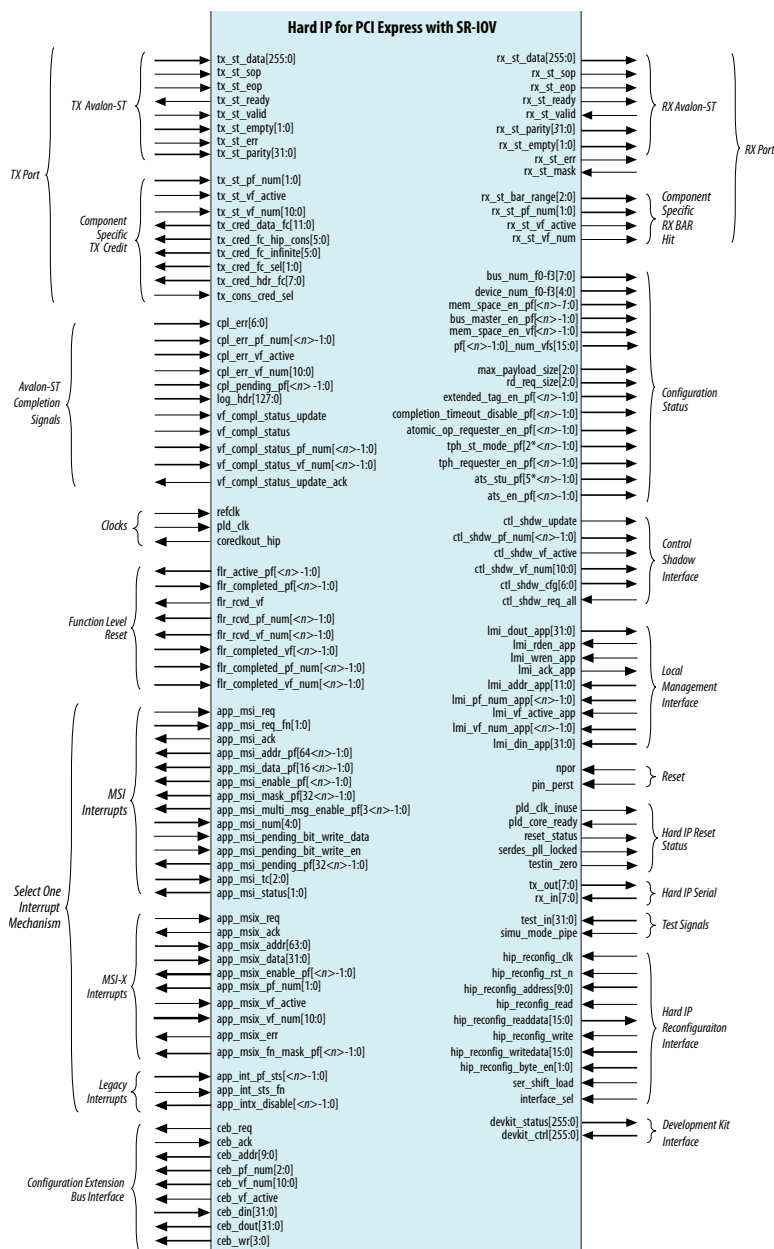 Hard IP for PCI Express with SR-IOV
TX Port
TX Avalon-ST
tx_st_data[255:0]
tx_st_sop
tx_st_eop
tx_st_ready
tx_st_valid
tx_st_empty[1:0]
tx_st_err
tx_st_parity[31:0]
Component
Specific
TX Credit
tx_st_pf_num[1:0]
tx_st_vf_active
tx_st_vf_num[10:0]
tx_cred_data_fc[11:0]
tx_cred_fc_hip_cons[5:0]
tx_cred_fc_infinite[5:0]
tx_cred_fc_sel[1:0]
tx_cred_hdr_fc[7:0]
tx_cons_cred_sel
Avalon-ST
Completion
Signals
cpl_err[6:0]
cpl_err_pf_num[<n>-1:0]
cpl_err_vf_active
cpl_err_vf_num[10:0]
cpl_pending_pf[<n>-1:0]
log_hdr[127:0]
vf_compl_status_update
vf_compl_status
vf_compl_status_pf_num[<n>-1:0]
vf_compl_status_vf_num[<n>-1:0]
vf_compl_status_update_ack
Clocks
refclk
pld_clk
coreclkout_hip
Function Level
Reset
flr_active_pf[<n>-1:0]
flr_completed_pf[<n>-1:0]
flr_rcvd_vf
flr_rcvd_pf_num[<n>-1:0]
flr_rcvd_vf_num[<n>-1:0]
flr_completed_vf[<n>-1:0]
flr_completed_pf_num[<n>-1:0]
flr_completed_vf_num[<n>-1:0]
Select One
Interrupt
Mechanism
MSI
Interrupts
app_msi_req
app_msi_req_fn[1:0]
app_msi_ack
app_msi_addr_pf[64<n>-1:0]
app_msi_data_pf[16<n>-1:0]
app_msi_enable_pf[<n>-1:0]
app_msi_mask_pf[32<n>-1:0]
app_msi_multi_msg_enable_pf[3<n>-1:0]
app_msi_num[4:0]
app_msi_pending_bit_write_data
app_msi_pending_bit_write_en
app_msi_pending_pf[32<n>-1:0]
app_msi_tc[2:0]
app_msi_status[1:0]
MSI-X
Interrupts
app_msix_req
app_msix_ack
app_msix_addr[63:0]
app_msix_data[31:0]
app_msix_enable_pf[<n>-1:0]
app_msix_pf_num[1:0]
app_msix_vf_active
app_msix_vf_num[10:0]
app_msix_err
app_msix_fn_mask_pf[<n>-1:0]
Legacy
Interrupts
app_int_pf_sts[<n>-1:0]
app_int_sts_fn
app_intx_disable[<n>-1:0]
Configuration Extension
Bus Interface
ceb_req
ceb_ack
ceb_addr[9:0]
ceb_pf_num[2:0]
ceb_vf_num[10:0]
ceb_vf_active
ceb_din[31:0]
ceb_dout[31:0]
ceb_wr[3:0]
rx_st_data[255:0]
rx_st_sop
rx_st_eop
rx_st_ready
rx_st_valid
rx_st_parity[31:0]
rx_st_empty[1:0]
rx_st_err
rx_st_mask
RX Avalon-ST
RX Port
rx_st_bar_range[2:0]
rx_st_pf_num[1:0]
rx_st_vf_active
rx_st_vf_num
Component
Specific
RX BAR
Hit
bus_num_f0-f3[7:0]
device_num_f0-f3[4:0]
mem_space_en_pf[<n>-1:0]
bus_master_en_pf[<n>-1:0]
mem_space_en_vf[<n>-1:0]
pf[<n>-1:0]_num_vfs[15:0]
max_payload_size[2:0]
rd_req_size[2:0]
extended_tag_en_pf[<n>-1:0]
completion_timeout_disable_pf[<n>-1:0]
atomic_op_requester_en_pf[<n>-1:0]
tph_st_mode_pf[2*<n>-1:0]
tph_requester_en_pf[<n>-1:0]
ats_stu_pf[5*<n>-1:0]
ats_en_pf[<n>-1:0]
Configuration
Status
ctl_shdw_update
ctl_shdw_pf_num[<n>-1:0]
ctl_shdw_vf_active
ctl_shdw_vf_num[10:0]
ctl_shdw_cfg[6:0]
ctl_shdw_req_all
Control
Shadow
Interface
lmi_dout_app[31:0]
lmi_rden_app
lmi_wren_app
lmi_ack_app
lmi_addr_app[11:0]
lmi_pf_num_app[<n>-1:0]
lmi_vf_active_app
lmi_vf_num_app[<n>-1:0]
lmi_din_app[31:0]
Local
Management
Interface
npor
pin_perst
Reset
pld_clk_inuse
pld_core_ready
reset_status
serdes_pll_locked
testin_zero
Hard IP Reset
Status
tx_out[7:0]
rx_in[7:0]
Hard IP Serial
test_in[31:0]
simu_mode_pipe
Test Signals
hip_reconfig_clk
hip_reconfig_rst_n
hip_reconfig_address[9:0]
hip_reconfig_read
hip_reconfig_readdata[15:0]
hip_reconfig_write
hip_reconfig_writedata[15:0]
hip_reconfig_byte_en[1:0]
ser_shift_load
interface_sel
Hard IP
Reconfiguraiton
Interface
devkit_status[255:0]
devkit_ctrl[255:0]
Development Kit
Interface